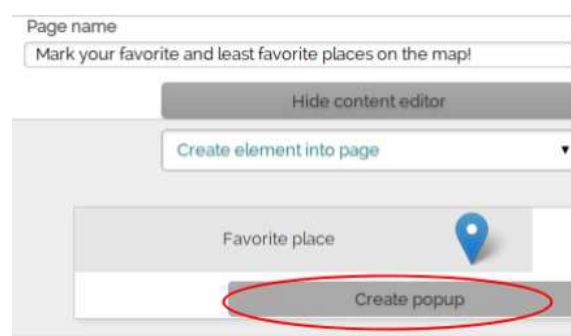 Page name
Mark your favorite and least favorite places on the map!
Hide content editor
Create element into page
Favorite place
Create popup